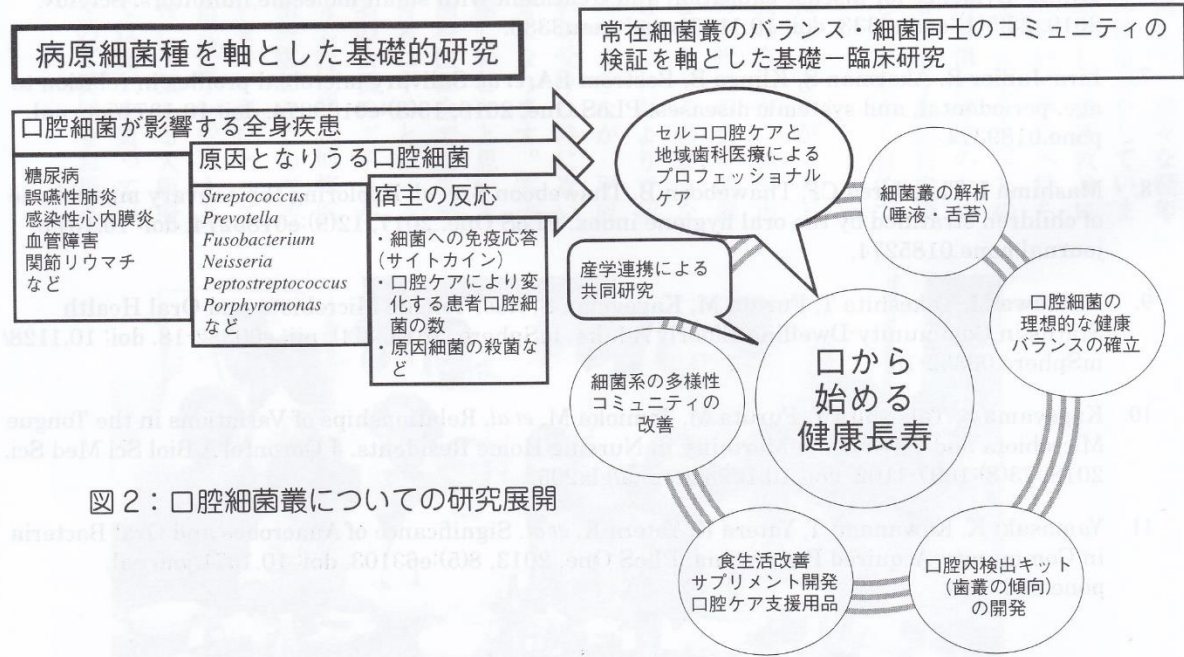 病原細菌種を軸とした基礎的研究
常在細菌叢のバランス・細菌同士のコミュニティの
検証を軸とした基礎－臨床研究
口腔細菌が影響する全身疾患
糖尿病
誤嚥性肺炎
感染性心内膜炎
血管障害
関節リウマチ
など
原因となりうる口腔細菌
Streptococcus
Prevotella
Fusobacterium
Neisseria
Peptostreptococcus
Porphyromonas
など
宿主の反応
・細菌への免疫応答
（サイトカイン）
・口腔ケアにより変
化する患者口腔細
菌の数
・原因細菌の殺菌な
ど
セルコ口腔ケアと
地域歯科医療による
プロフェッショナル
ケア
産学連携による
共同研究
細菌叢の解析
（唾液・舌苔）
口腔細菌の
理想的な健康
バランスの確立
口腔内検出キット
（歯叢の傾向）
の開発
食生活改善
サプリメント開発
口腔ケア支援用品
細菌系の多様性
コミュニティの
改善
口から
始める
健康長寿
図２：口腔細菌叢についての研究展開